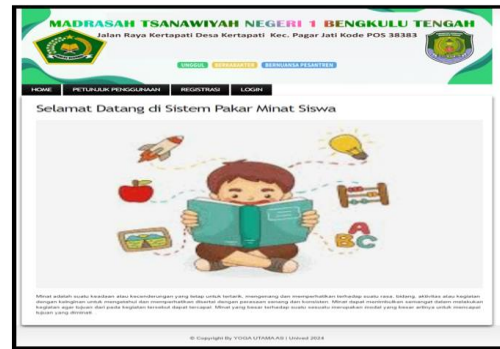 MADRASAH TSANAWIYAH NEGERI 1 BENGKULU TENGAH
Jalan Raya Kertapati Desa Kertapati Kec. Pagar Jati Kode POS 38383
UNGGUL BERKARAKTER BERNUANSA PESANTREN
HOME PETUNJUK PENGGUNAAN REGISTRASI LOGIN
Selamat Datang di Sistem Pakar Minat Siswa
A
B C
Minat adalah suatu keadaan atau kecenderungan yang tetap untuk tertarik, mengenang dan memperhatikan terhadap suatu rasa, bidang, aktivitas atau kegiatan
dengan keinginan untuk mengetahui dan memperhatikan disertai dengan perasaan senang dan konsisten. Minat dapat menimbulkan semangat dalam melakukan
kegiatan agar tujuan dari pada kegiatan tersebut dapat tercapai. Minat yang besar terhadap suatu sesuatu merupakan modal yang besar artinya untuk mencapai
tujuan yang diminati
© Copyright By YOGA UTAMA AS | Unived 2024